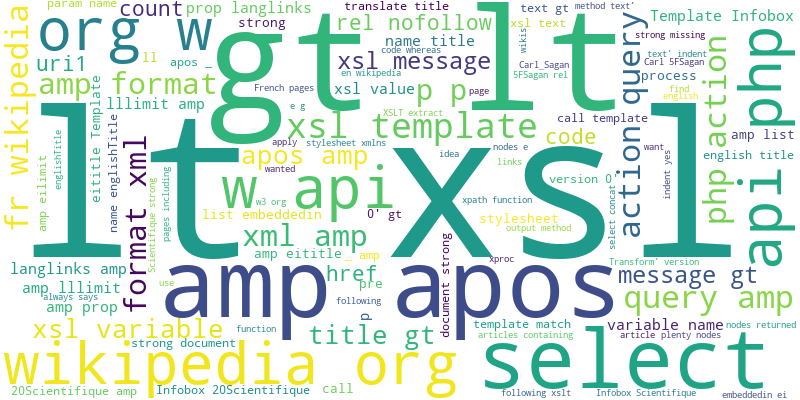 param name
prop langlinks
translate title
text gt
method text'
count
strong
rel nofollow
xsl text
wikis
Template Infobox
fr wikipedia
org w
gt
lt
name title
code whereas
strong missing
uri1
ll
apos _
xsl message
en wikipedia
Carl_Sagan
5FSagan rel
text' indent
Carl 5FSagan
amp format
French pages
xsl value
p p
page
process
action query
php action
api php
lllimit amp
eititle Template
e g
XSLT extract
find
english
xsl template
call template
amp list
lt
xsl
format xml
englishTitle
name englishTitle
apply
stylesheet xmlns
nodes e
code
apos amp
idea
links
want
english title
amp eilimit
Scientifique strong
pages including
wanted
w api
w3 org
version 0'
indent yes
xpath function
select concat
list embeddedin
0' gt
stylesheet
output method
xml amp
amp eititle
_ amp
xproc
Transform' version
langlinks amp
amp lllimit
always says
use
amp apos
href
pre
following
document strong
message gt
amp prop
query amp
xsl variable
function
p
title gt
template match
articles containing
variable name
article plenty nodes
nodes returned
strong document
wikipedia org
select
20Scientifique amp
Infobox 20Scientifique
call
following xslt
Infobox Scientifique
embeddedin ei